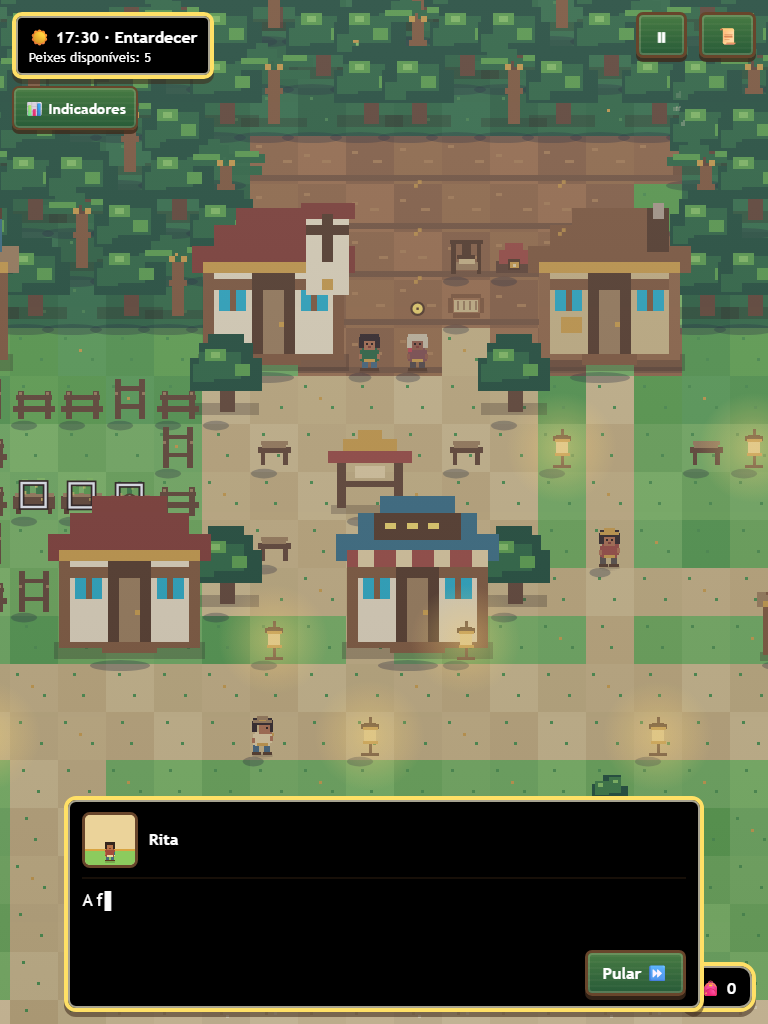 17:30 · Entardecer
Peixes disponíveis: 5
Indicadores
Rita
A f
Pular
0